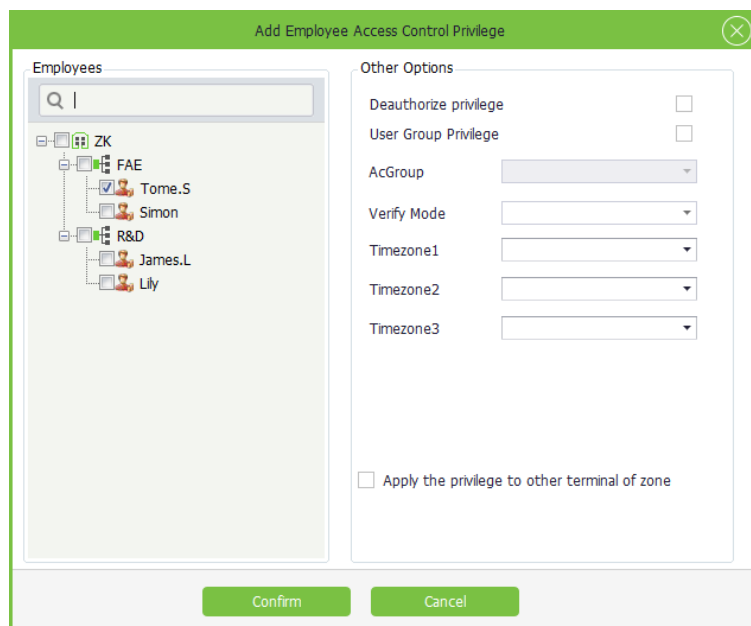 Add Employee Access Control Privilege
Employees
ZK
FAE
Tome.S
Simon
R&D
James.L
Lily
Other Options
Deauthorize privilege
User Group Privilege
AcGroup
Verify Mode
Timezone1
Timezone2
Timezone3
Apply the privilege to other terminal of zone
Confirm
Cancel